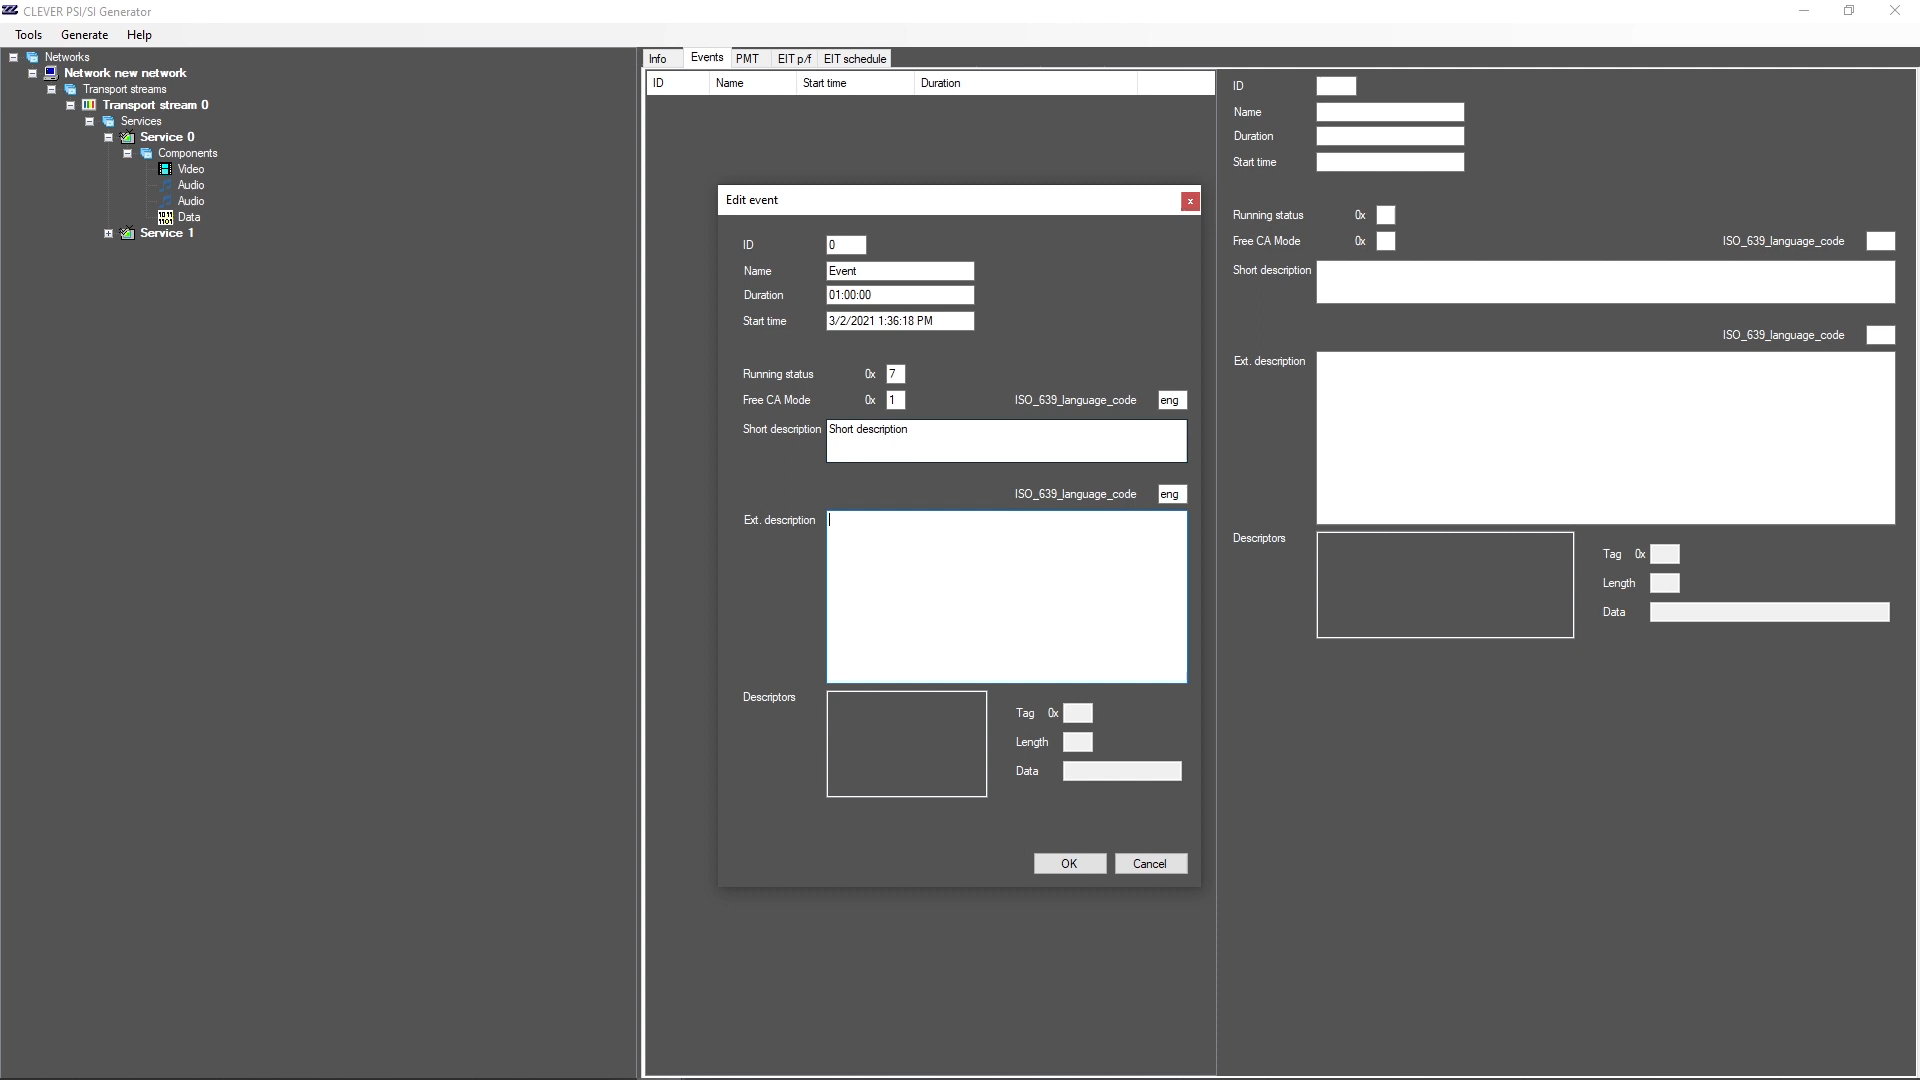 CLEVER PSI/SI Generator
Tools Generate Help
Networks
Network new network
Transport streams
Transport stream 0
Services
Service 0
Components
Video
Audio
Audio
Data
Service 1
Info Events PMT EIT p/f EIT schedule
ID Name Start time Duration
Edit event
x
ID 0
Name Event
Duration 01:00:00
Start time 3/2/2021 1:36:18 PM
Running status 0x 7
Free CA Mode 0x 1 ISO_639_language_code eng
Short description Short description
ISO_639_language_code eng
Ext. description
Descriptors
Tag 0x
Length
Data
OK Cancel
ID
Name
Duration
Start time
Running status 0x
Free CA Mode 0x ISO_639_language_code
Short description
ISO_639_language_code
Ext. description
Descriptors
Tag 0x
Length
Data